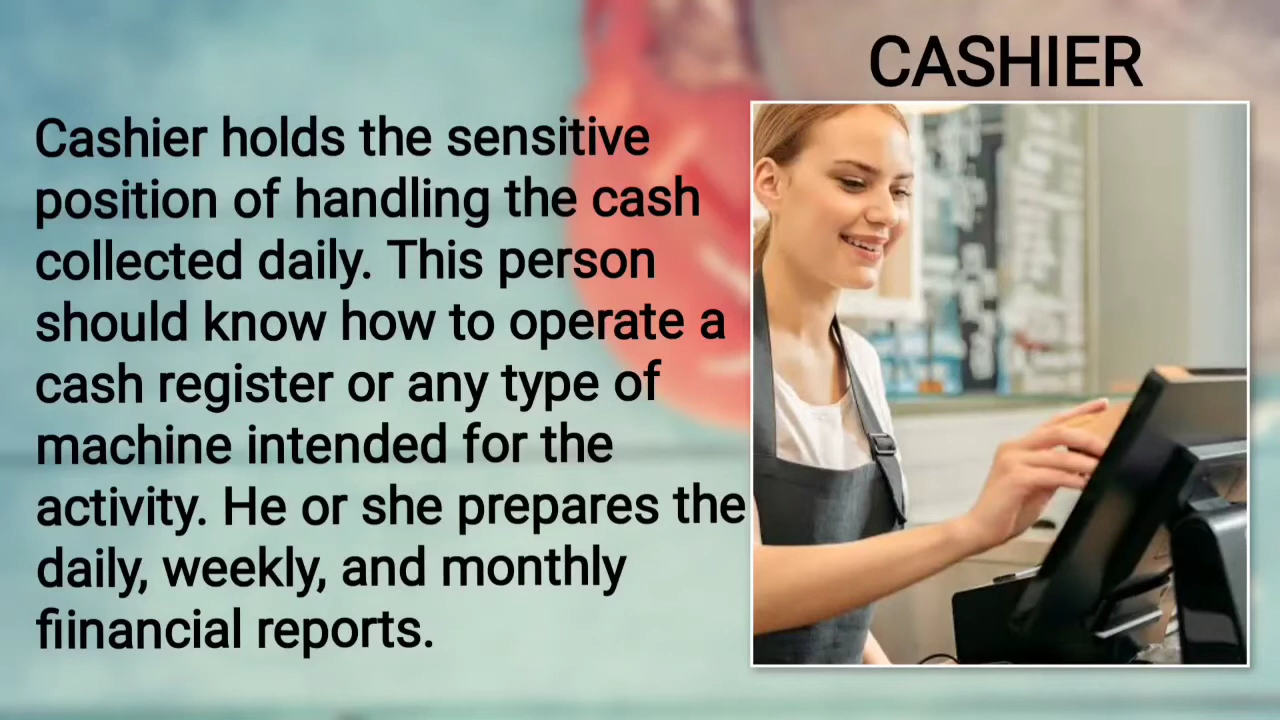 CASHIER
Cashier holds the sensitive
position of handling the cash
collected daily. This person
should know how to operate a
cash register or any type of
machine intended for the
activity. He or she prepares the
daily, weekly, and monthly
fiinancial reports.